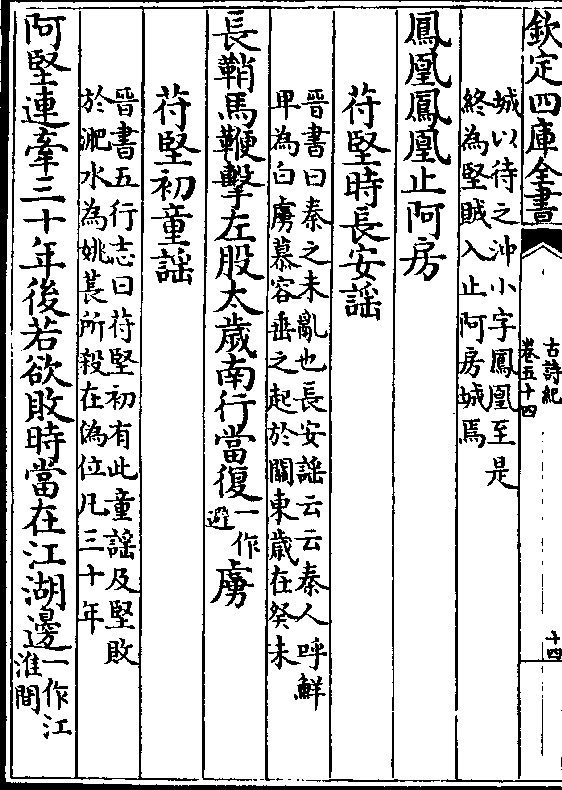 欽定四庫全書
古詩紀
卷五十四
十四
城以待之沖小字鳳凰至是
終為堅賊入止阿房城焉
鳳凰鳳凰止阿房
苻堅時長安謡
晉書曰秦之未亂也長安謡云云秦人呼鮮
卑為白虜慕容垂之起於關東歲在癸未
長鞘馬鞭擊左股太歲南行當復一作避虜
苻堅初童謡
晉書五行志曰苻堅初有此童謡及堅敗
於淝水為姚萇所殺在偽位凡三十年
阿堅連牽三十年後若欲敗時當在江湖邊一作江淮間